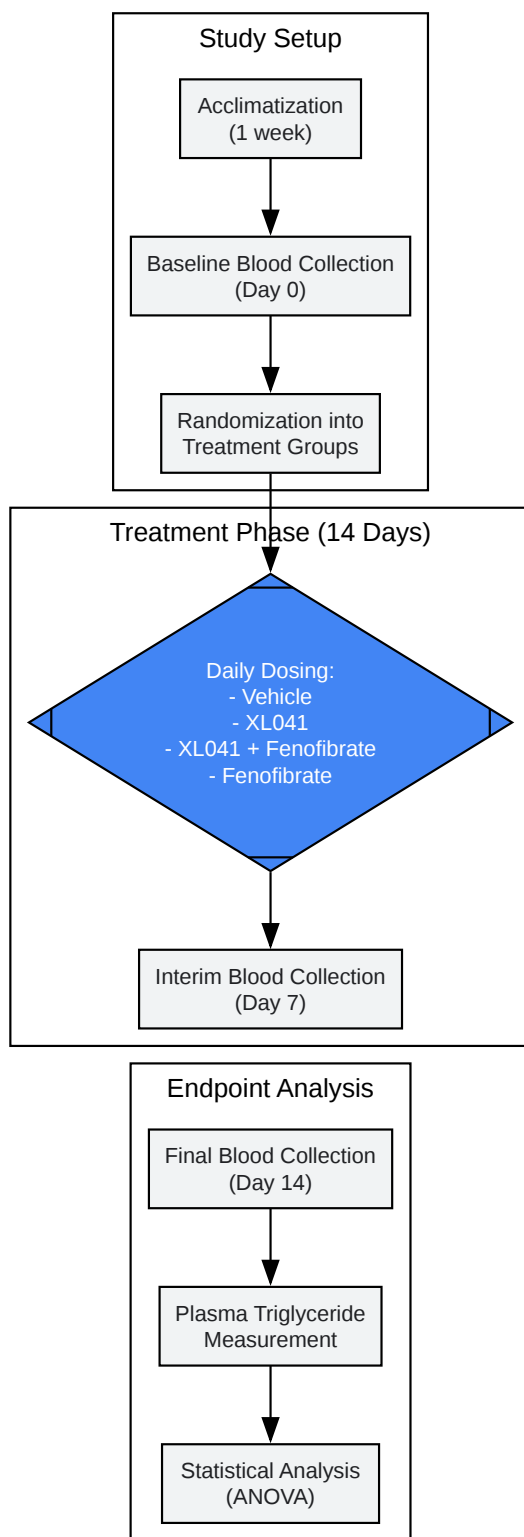 Study Setup
Acclimatization
(1 week)
Baseline Blood Collection
(Day 0)
Randomization into
Treatment Groups
Treatment Phase (14 Days)
Daily Dosing:
- Vehicle
- XL041
- XL041 + Fenofibrate
- Fenofibrate
Interim Blood Collection
(Day 7)
Endpoint Analysis
Final Blood Collection
(Day 14)
Plasma Triglyceride
Measurement
Statistical Analysis
(ANOVA)